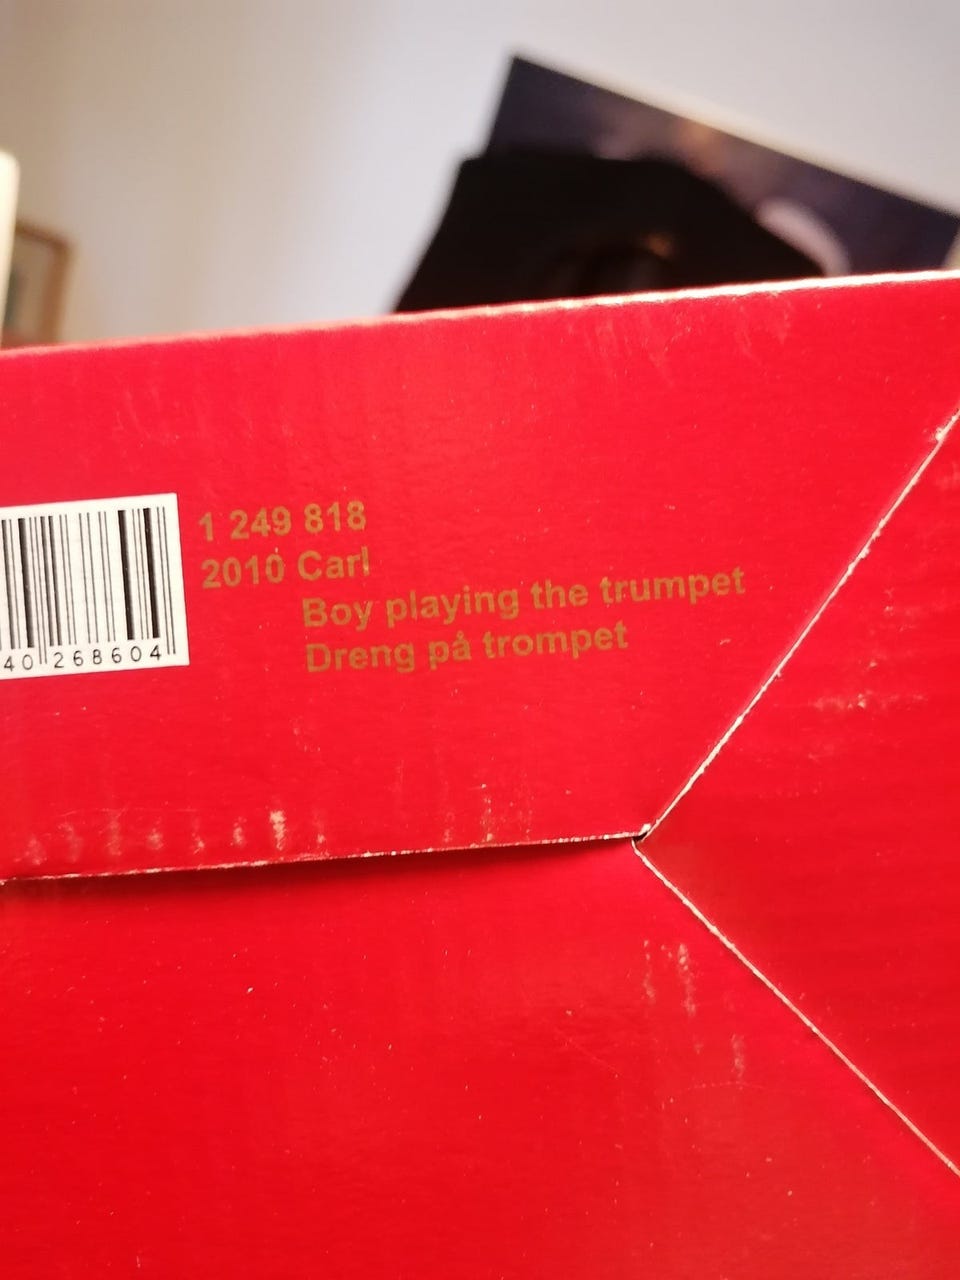 1 249 818
2010 Carl
Boy playing the trumpet
Dreng på trompet
40 268604